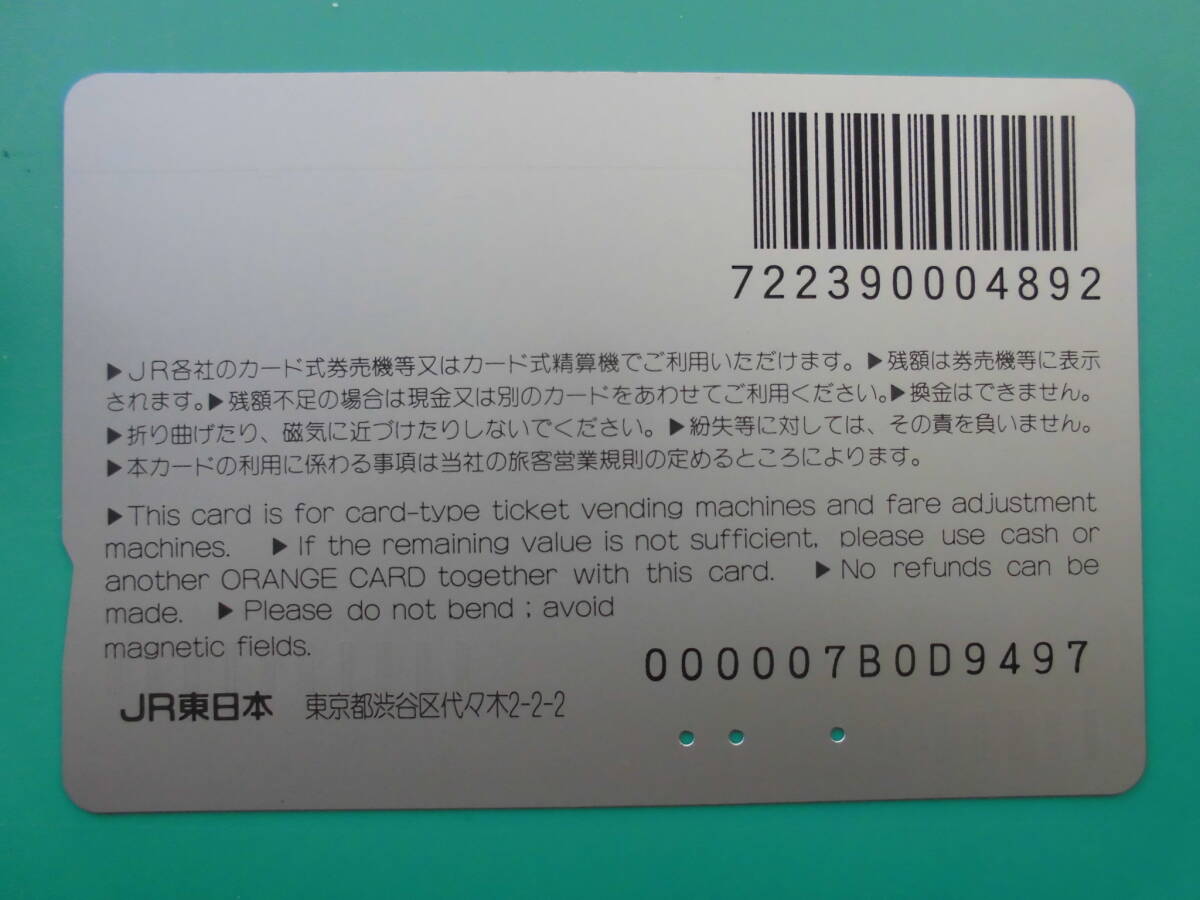 722390004892
▶JR各社のカード式券売機等又はカード式精算機でご利用いただけます。▶残額は券売機等に表示
されます。▶残額不足の場合は現金又は別のカードをあわせてご利用ください。▶換金はできません。
▶折り曲げたり、磁気に近づけたりしないでください。▶紛失等に対しては、その責を負いません。
▶本カードの利用に係わる事項は当社の旅客営業規則の定めるところによります。
▶This card is for card-type ticket vending machines and fare adjustment
machines. ▶If the remaining value is not sufficient, please use cash or
another ORANGE CARD together with this card. ▶No refunds can be
made. ▶Please do not bend ; avoid
magnetic fields.
000007B0D9497
JR東日本 東京都渋谷区代々木2-2-2